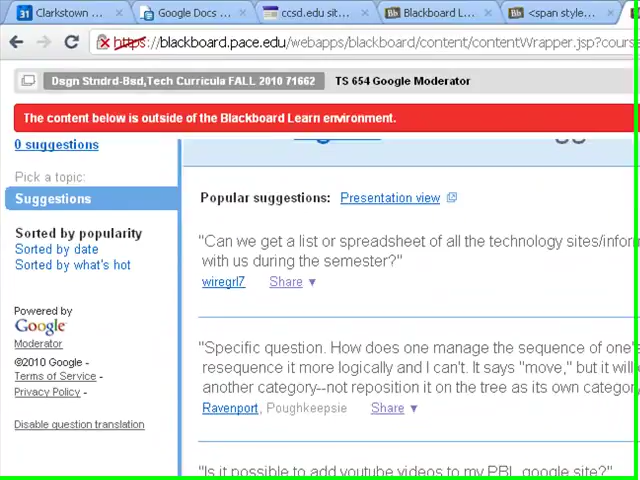 31 Clarkstown
Google Docs
ccsd.edu sit
Bb Blackboard L
Bb <span style
https://blackboard.pace.edu/webapps/blackboard/content/contentWrapper.jsp?cours
Dsgn Stndrd-Bsd,Tech Curricula FALL 2010 71662
TS 654 Google Moderator
The content below is outside of the Blackboard Learn environment.
0 suggestions
Pick a topic:
Suggestions
Sorted by popularity
Sorted by date
Sorted by what's hot
Powered by
Google
Moderator
©2010 Google -
Terms of Service -
Privacy Policy -
Disable question translation
Popular suggestions: Presentation view
"Can we get a list or spreadsheet of all the technology sites/infor
with us during the semester?"
wiregrl7 Share ▼
"Specific question. How does one manage the sequence of one's
resequence it more logically and I can't. It says "move," but it will
another category--not reposition it on the tree as its own categor
Ravenport, Poughkeepsie Share ▼
"Is it possible to add youtube videos to my PBL google site?"